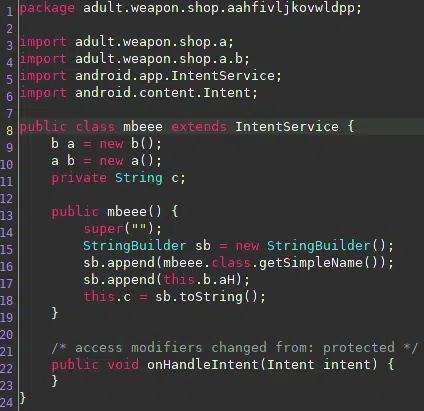 1 package adult.weapon.shop.aahfivljkovwldpp;
2
3 import adult.weapon.shop.a;
4 import adult.weapon.shop.a.b;
5 import android.app.IntentService;
6 import android.content.Intent;
7
8 public class mbeee extends IntentService {
9     b a = new b();
10     a b = new a();
11     private String c;
12
13     public mbeee() {
14         super("");
15         StringBuilder sb = new StringBuilder();
16         sb.append(mbeee.class.getSimpleName());
17         sb.append(this.b.aH);
18         this.c = sb.toString();
19     }
20
21     /* access modifiers changed from: protected */
22     public void onHandleIntent(Intent intent) {
23     }
24 }